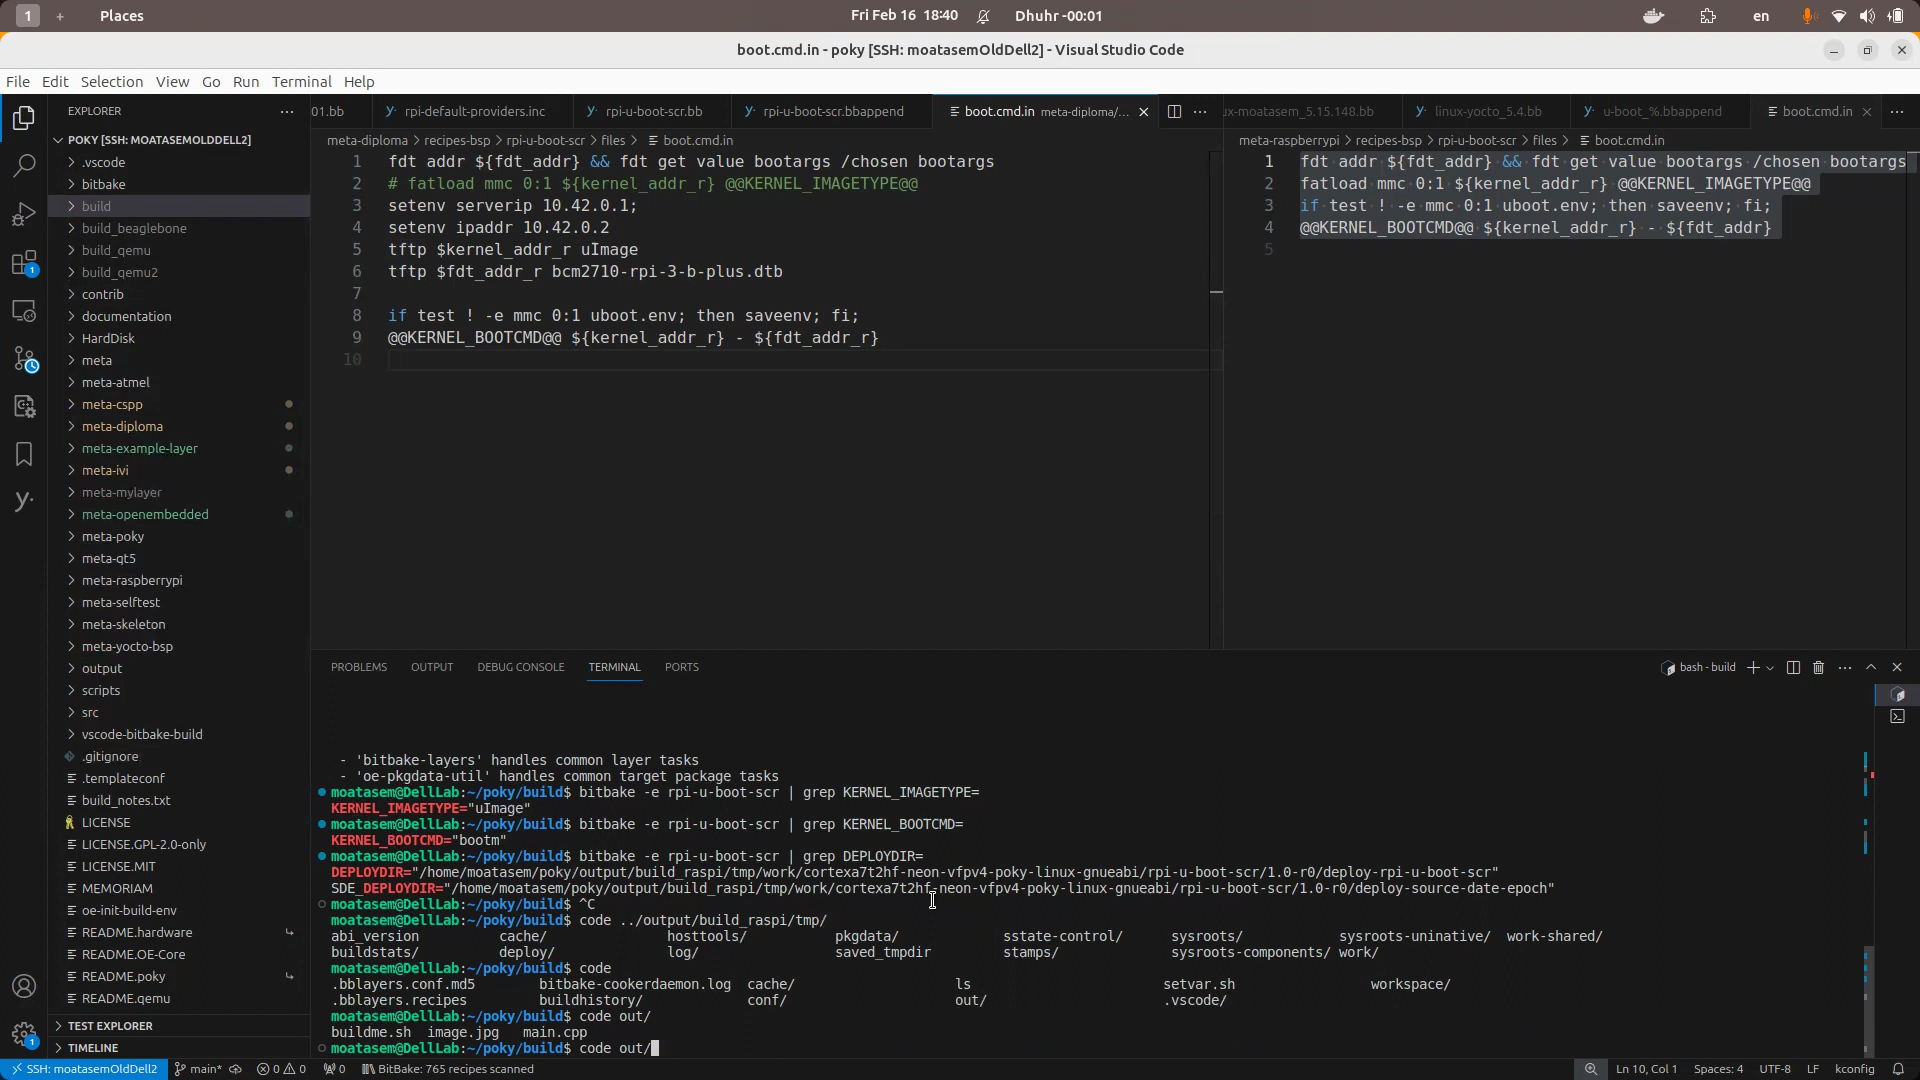 1 + Places
Fri Feb 16 18:40
Dhuhr -00:01
en
boot.cmd.in - poky [SSH: moatasemOldDell2] - Visual Studio Code
File Edit Selection View Go Run Terminal Help
EXPLORER
POKY [SSH: MOATASEMOLDDELL2]
.vscode
bitbake
build
build_beaglebone
build_qemu
build_qemu2
contrib
documentation
HardDisk
meta
meta-atmel
meta-cspp
meta-diploma
meta-example-layer
meta-ivi
meta-mylayer
meta-openembedded
meta-poky
meta-qt5
meta-raspberrypi
meta-selftest
meta-skeleton
meta-yocto-bsp
output
scripts
src
vscode-bitbake-build
.gitignore
.templateconf
build_notes.txt
LICENSE
LICENSE.GPL-2.0-only
LICENSE.MIT
MEMORIAM
oe-init-build-env
README.hardware
README.OE-Core
README.poky
README.qemu
TEST EXPLORER
TIMELINE
1
1
01.bb rpi-default-providers.inc rpi-u-boot-scr.bb rpi-u-boot-scr.bbappend boot.cmd.in meta-diploma/...
meta-diploma > recipes-bsp > rpi-u-boot-scr > files > boot.cmd.in
1 fdt addr ${fdt_addr} && fdt get value bootargs /chosen bootargs
2 # fatload mmc 0:1 ${kernel_addr_r} @@KERNEL_IMAGETYPE@@
3 setenv serverip 10.42.0.1;
4 setenv ipaddr 10.42.0.2
5 tftp $kernel_addr_r uImage
6 tftp $fdt_addr_r bcm2710-rpi-3-b-plus.dtb
7
8 if test ! -e mmc 0:1 uboot.env; then saveenv; fi;
9 @@KERNEL_BOOTCMD@@ ${kernel_addr_r} - ${fdt_addr_r}
10
ux-moatasem_5.15.148.bb linux-yocto_5.4.bb u-boot_%.bbappend boot.cmd.in
meta-raspberrypi > recipes-bsp > rpi-u-boot-scr > files > boot.cmd.in
1 fdt addr ${fdt_addr} && fdt get value bootargs /chosen bootargs
2 fatload mmc 0:1 ${kernel_addr_r} @@KERNEL_IMAGETYPE@@
3 if test ! -e mmc 0:1 uboot.env; then saveenv; fi;
4 @@KERNEL_BOOTCMD@@ ${kernel_addr_r} - ${fdt_addr}
5
PROBLEMS OUTPUT DEBUG CONSOLE TERMINAL PORTS
bash - build
- 'bitbake-layers' handles common layer tasks
- 'oe-pkgdata-util' handles common target package tasks
moatasem@DellLab:~/poky/build$ bitbake -e rpi-u-boot-scr | grep KERNEL_IMAGETYPE=
KERNEL_IMAGETYPE="uImage"
moatasem@DellLab:~/poky/build$ bitbake -e rpi-u-boot-scr | grep KERNEL_BOOTCMD=
KERNEL_BOOTCMD="bootm"
moatasem@DellLab:~/poky/build$ bitbake -e rpi-u-boot-scr | grep DEPLOYDIR=
DEPLOYDIR="/home/moatasem/poky/output/build_raspi/tmp/work/cortexa7t2hf-neon-vfpv4-poky-linux-gnueabi/rpi-u-boot-scr/1.0-r0/deploy-rpi-u-boot-scr"
SDE_DEPLOYDIR="/home/moatasem/poky/output/build_raspi/tmp/work/cortexa7t2hf-neon-vfpv4-poky-linux-gnueabi/rpi-u-boot-scr/1.0-r0/deploy-source-date-epoch"
moatasem@DellLab:~/poky/build$ ^C
moatasem@DellLab:~/poky/build$ code ../output/build_raspi/tmp/
abi_version cache/ hosttools/ pkgdata/ sstate-control/ sysroots/ sysroots-uninative/ work-shared/
buildstats/ deploy/ log/ saved_tmpdir stamps/ sysroots-components/ work/
moatasem@DellLab:~/poky/build$ code
.bblayers.conf.md5 bitbake-cookerdaemon.log cache/ ls setvar.sh workspace/
.bblayers.recipes buildhistory/ conf/ out/ .vscode/
moatasem@DellLab:~/poky/build$ code out/
buildme.sh image.jpg main.cpp
moatasem@DellLab:~/poky/build$ code out/
SSH: moatasemOldDell2 main* 0 0 0 BitBake: 765 recipes scanned
Ln 10, Col 1 Spaces: 4 UTF-8 LF kconfig